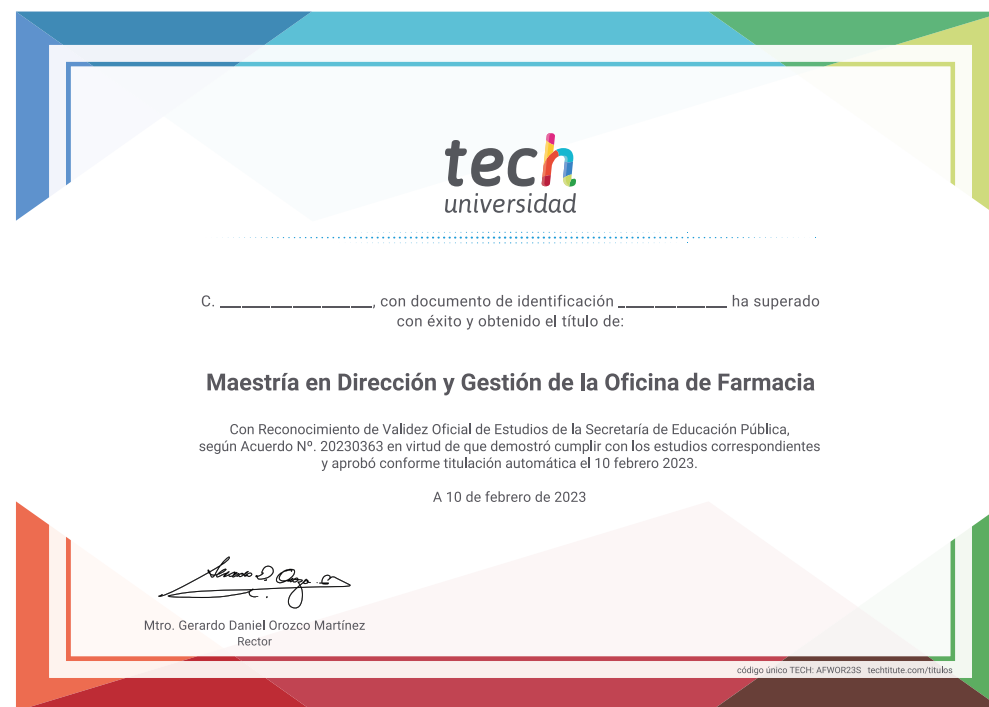 tech
universidad
C. __________________, con documento de identificación _____________ ha superado
con éxito y obtenido el título de:
Maestría en Dirección y Gestión de la Oficina de Farmacia
Con Reconocimiento de Validez Oficial de Estudios de la Secretaría de Educación Pública,
según Acuerdo Nº. 20230363 en virtud de que demostró cumplir con los estudios correspondientes
y aprobó conforme titulación automática el 10 febrero 2023.
A 10 de febrero de 2023
Mtro. Gerardo Daniel Orozco Martínez
Rector
código único TECH: AFWOR23S techtitute.com/titulos